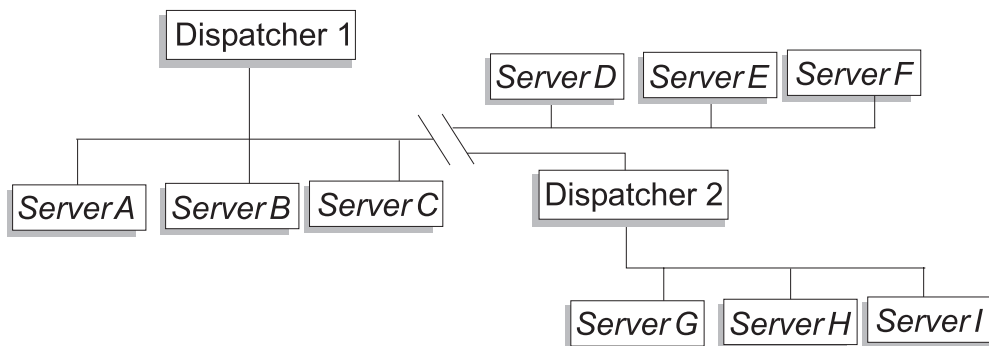 Dispatcher 1
Server D
Server E
Server F
Server A
Server B
Server C
Dispatcher 2
Server G
Server H
Server I